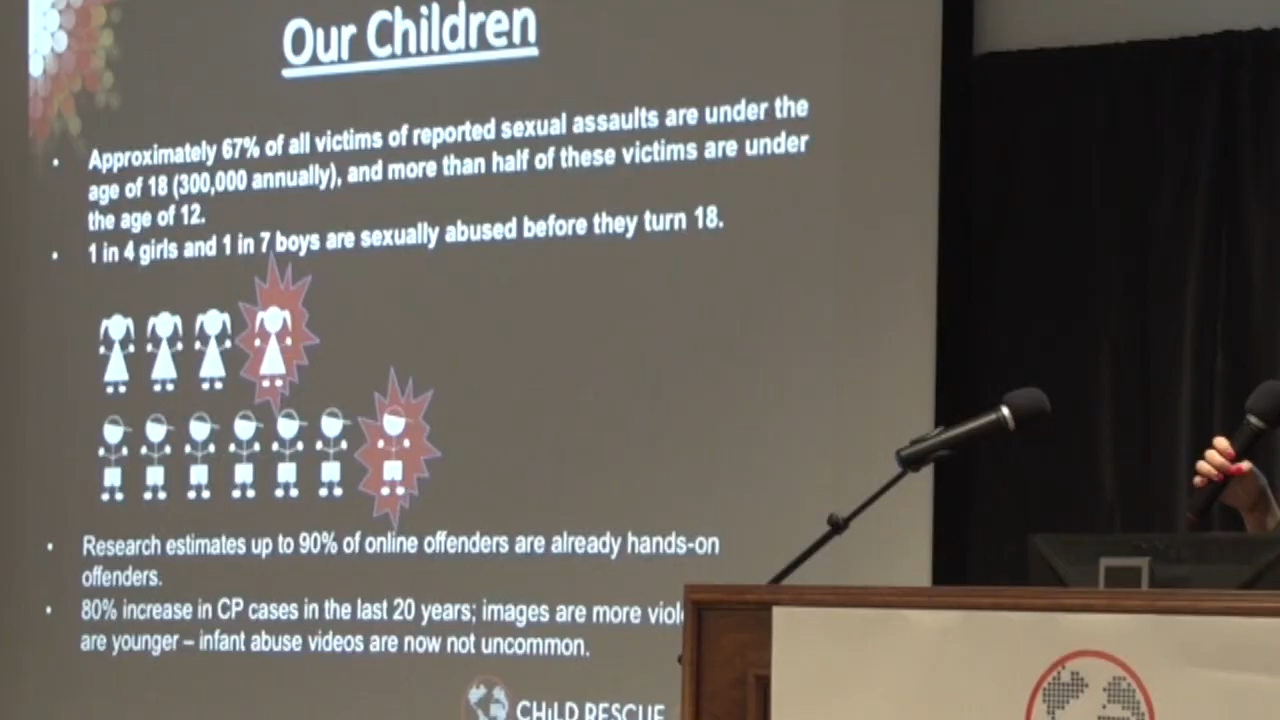 Our Children
• Approximately 67% of all victims of reported sexual assaults are under the
age of 18 (300,000 annually), and more than half of these victims are under
the age of 12.
• 1 in 4 girls and 1 in 7 boys are sexually abused before they turn 18.
• Research estimates up to 90% of online offenders are already hands-on
offenders.
• 80% increase in CP cases in the last 20 years; images are more
are younger – infant abuse videos are now not uncommon.
CHILD RESCUE